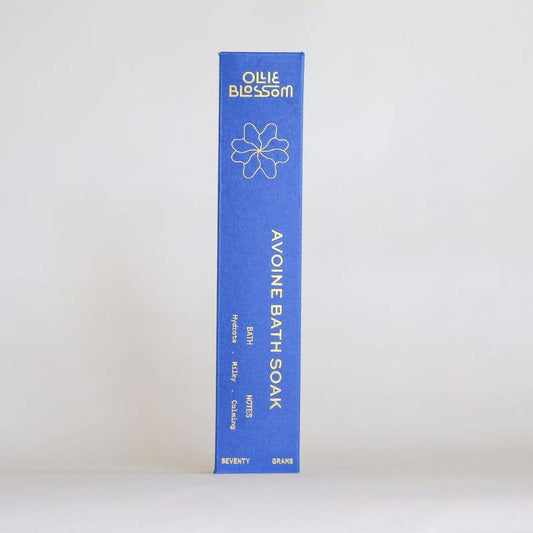 OLLIE
BLOSSOM
AVOINE BATH SOAK
BATH NOTES
Hydrate . Milky . Calming
SEVENTY GRAMS